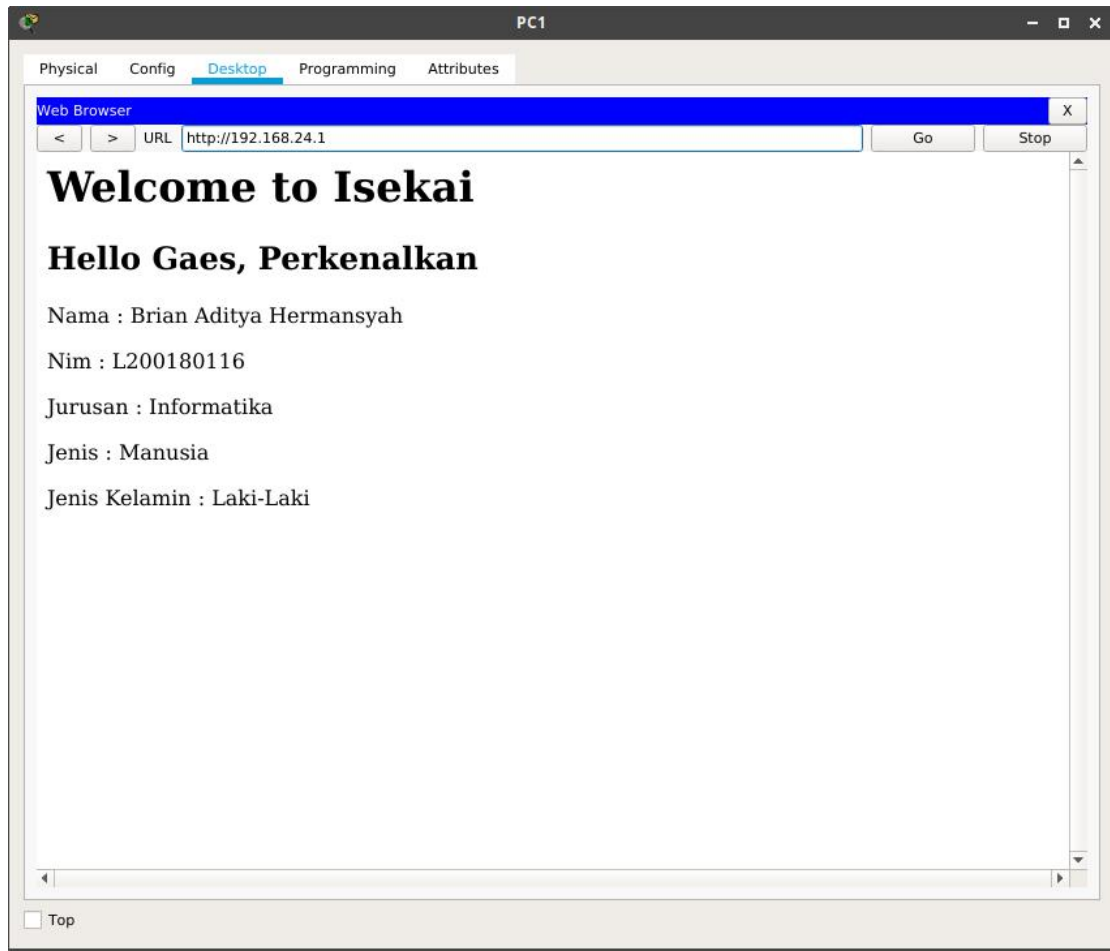 PC1
Physical Config Desktop Programming Attributes
Web Browser X
< > URL http://192.168.24.1 Go Stop
Welcome to Isekai
Hello Gaes, Perkenalkan
Nama : Brian Aditya Hermansyah
Nim : L200180116
Jurusan : Informatika
Jenis : Manusia
Jenis Kelamin : Laki-Laki
Top